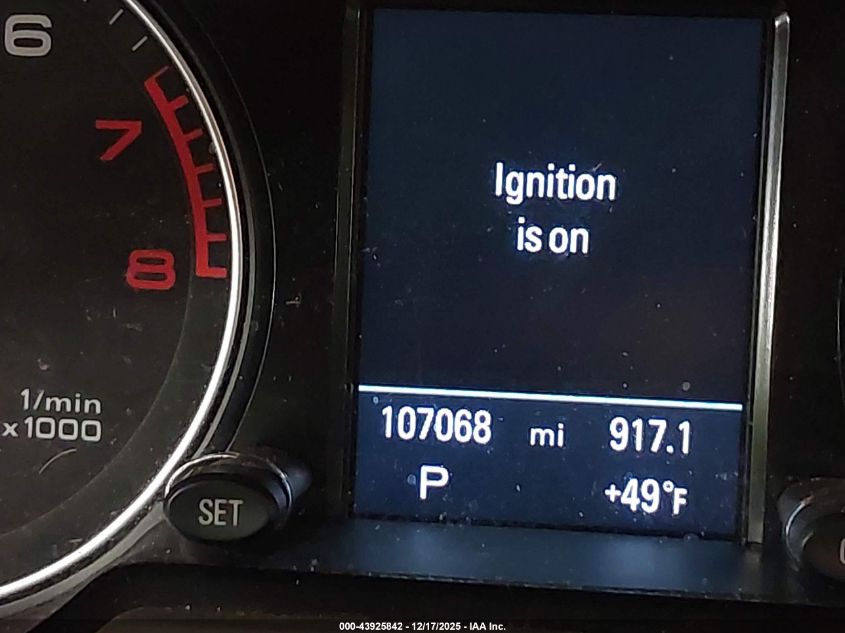 6
7
8
1/min
x1000
SET
Ignition
is on
107068 mi 917.1
P +49°F
000-43925842 - 12/17/2025 - IAA Inc.